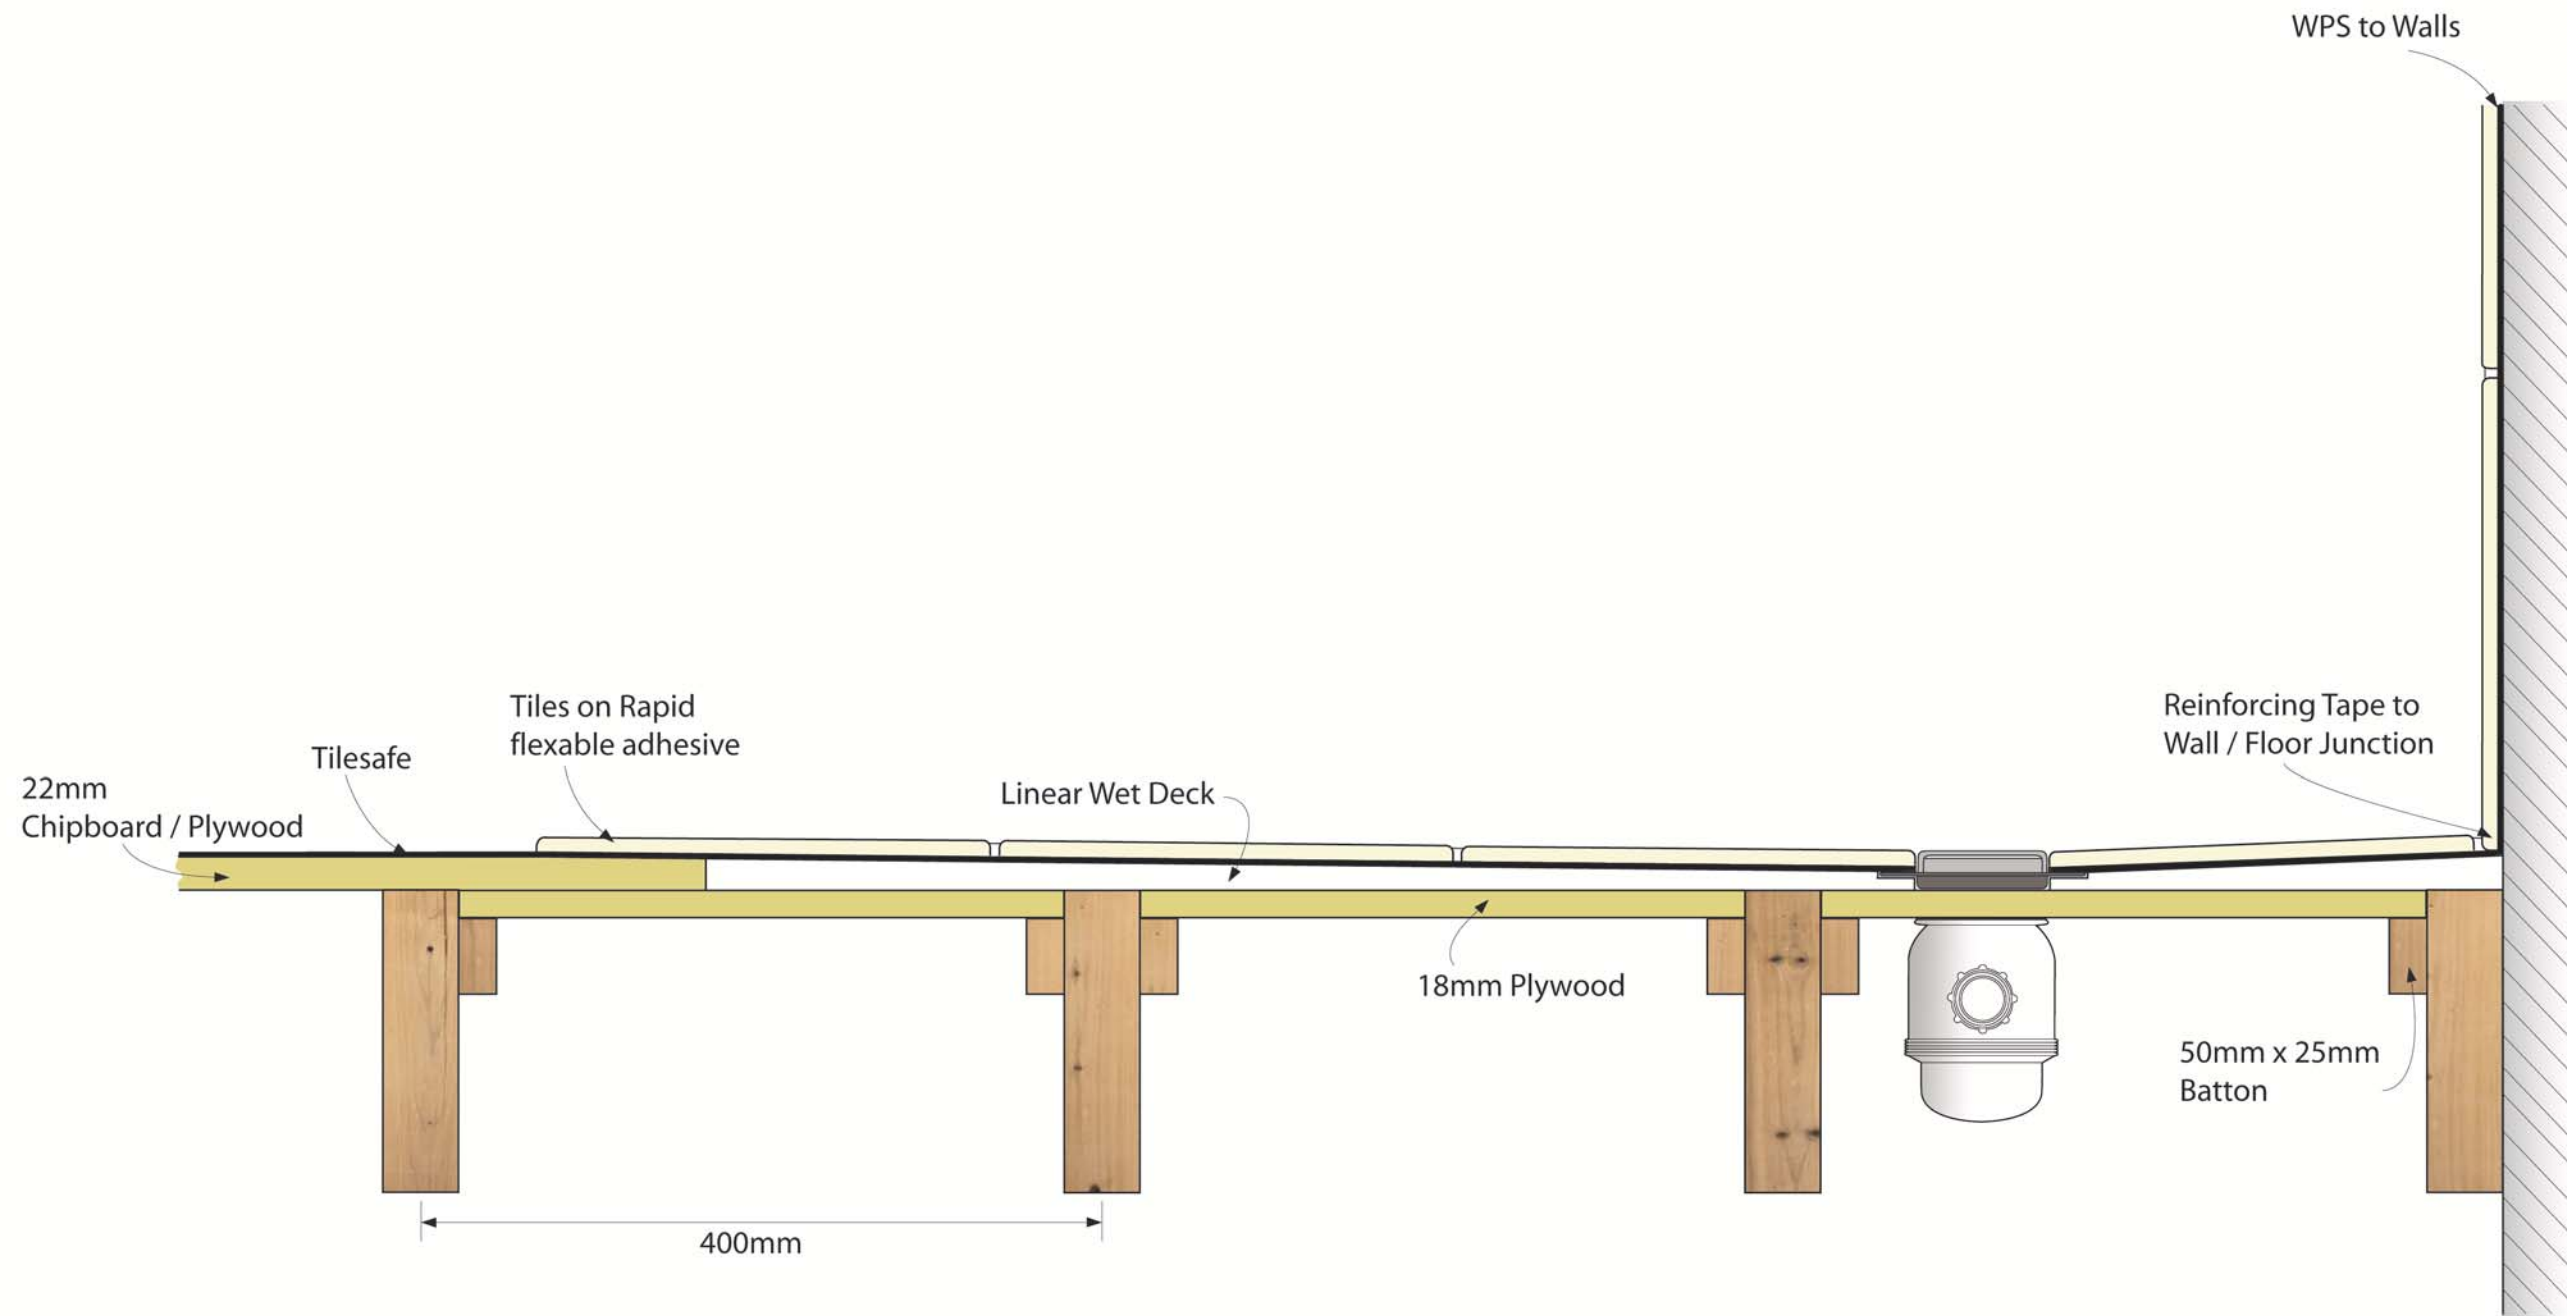 WPS to Walls
Tiles on Rapid
flexable adhesive
Reinforcing Tape to
Wall / Floor Junction
Tilesafe
22mm
Chipboard / Plywood
Linear Wet Deck
18mm Plywood
50mm x 25mm
Batton
400mm